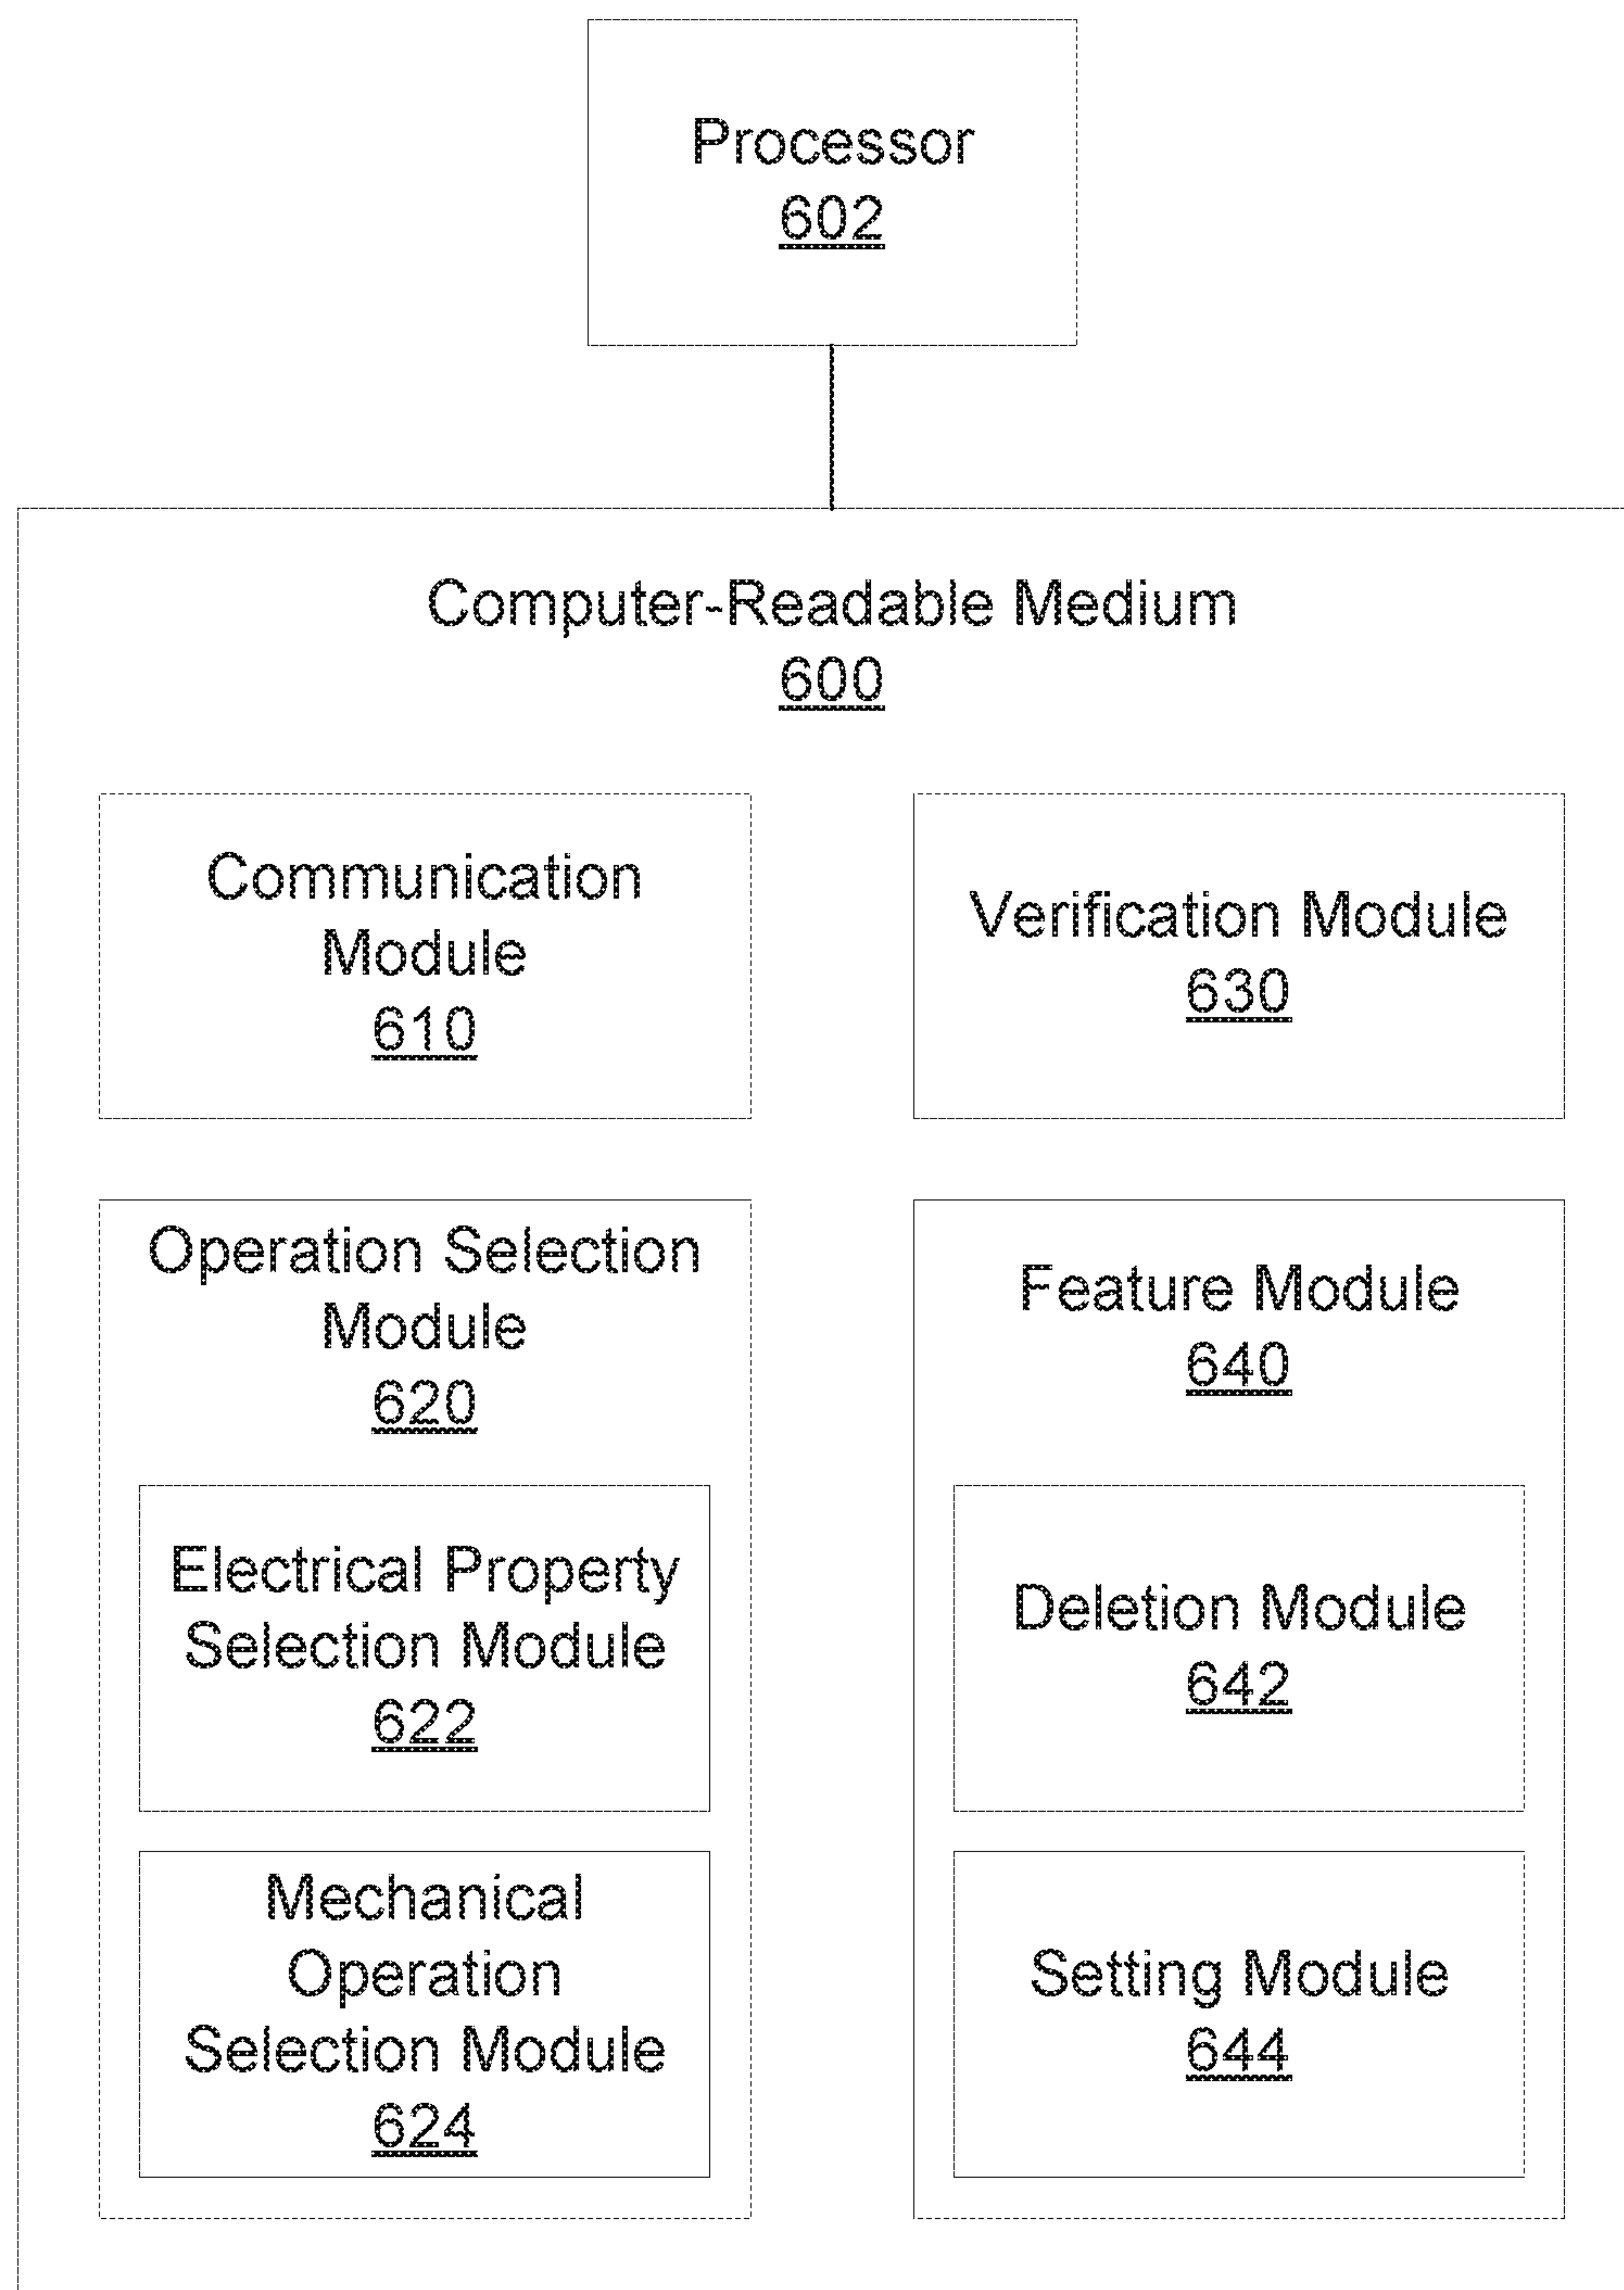 Processor
602
Computer-Readable Medium
600
Communication
Module
610
Verification Module
630
Operation Selection
Module
620
Electrical Property
Selection Module
622
Mechanical
Operation
Selection Module
624
Feature Module
640
Deletion Module
642
Setting Module
644